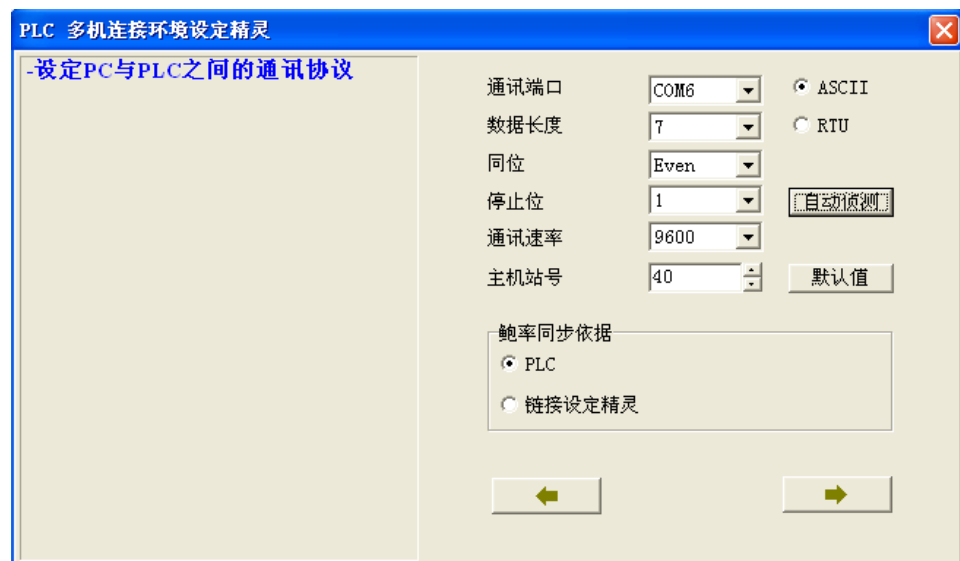 PLC 多机连接环境设定精灵
-设定PC与PLC之间的通讯协议
通讯端口 COM6 ASCII
数据长度 7 RTU
同位 Even
停止位 1 自动侦测
通讯速率 9600
主机站号 40 默认值
鲍率同步依据
PLC
链接设定精灵